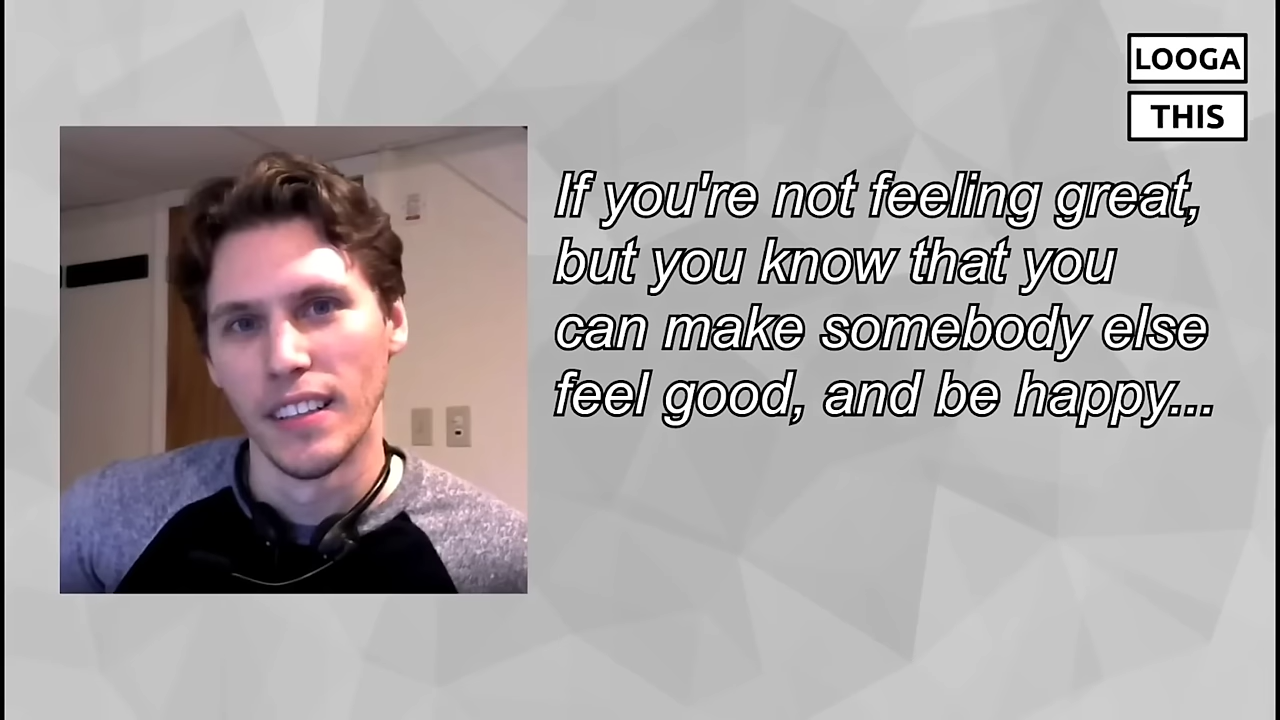 LOOGA
THIS
If you're not feeling great,
but you know that you
can make somebody else
feel good, and be happy...